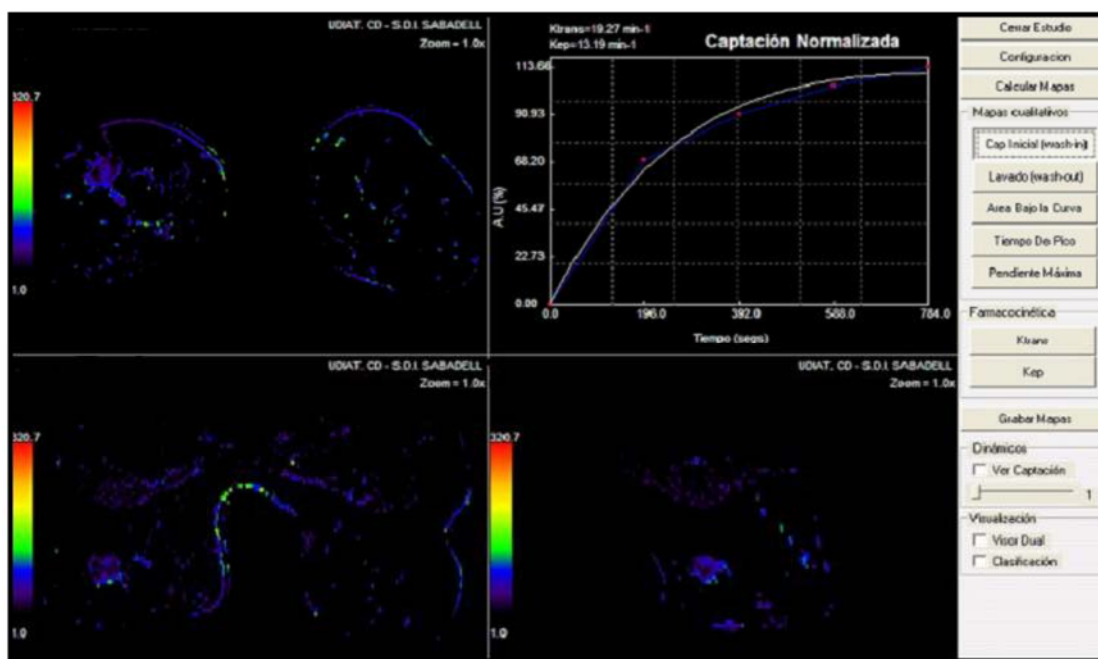 UDIAT. CD - S.D.I. SABADELL
Zoom = 1.0x
320.7
1.0
Ktrans=19.27 min-1
Kep=13.19 min-1
Captación Normalizada
113.66
90.93
68.20
45.47
22.73
0.00
A.U (%)
0.0 196.0 392.0 588.0 784.0
Tiempo (segs)
UDIAT. CD - S.D.I. SABADELL
Zoom = 1.0x
320.7
1.0
UDIAT. CD - S.D.I. SABADELL
Zoom = 1.0x
320.7
1.0
Cerrar Estudio
Configuracion
Calcular Mapas
Mapas cualitativos
Cap Inicial (wash-in)
Lavado (wash-out)
Area Bajo la Curva
Tiempo Del Pico
Pendiente Máxima
Farmacocinética
Ktrans
Kep
Grabar Mapas
Dinámicos
Ver Captación
1
Visualización
Visor Dual
Clasificación